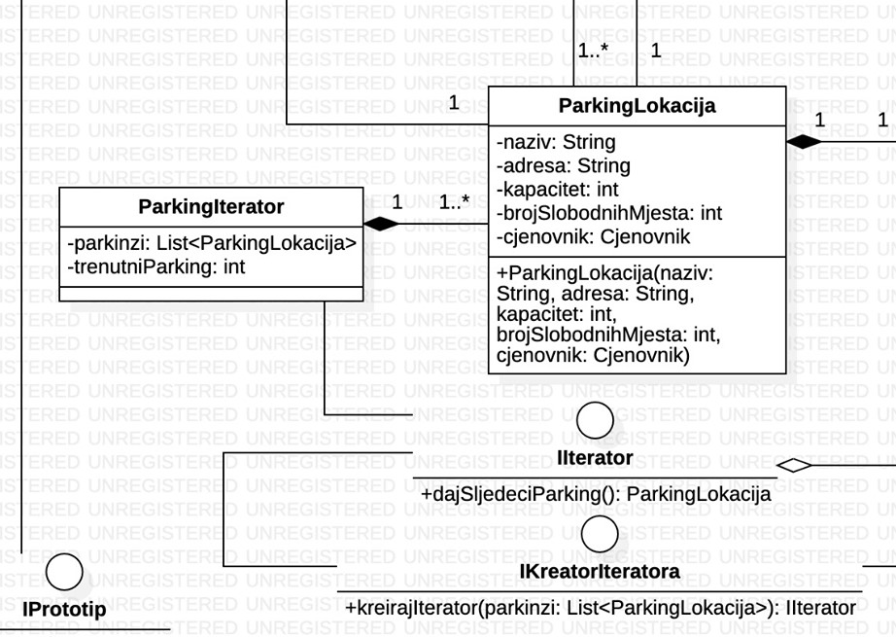 1..*
1
1
ParkingLokacija
1
1
-naziv: String
-adresa: String
-kapacitet: int
-brojSlobodnihMjesta: int
-cjenovnik: Cjenovnik
ParkingIterator
1
1..*
-parkinzi: List<ParkingLokacija>
-trenutniParking: int
+ParkingLokacija(naziv:
String, adresa: String,
kapacitet: int,
brojSlobodnihMjesta: int,
cjenovnik: Cjenovnik)
IIterator
+dajSljedeciParking(): ParkingLokacija
IKreatorIteratora
+kreirajIterator(parkinzi: List<ParkingLokacija>): IIterator
IPrototip
UNREGISTERED